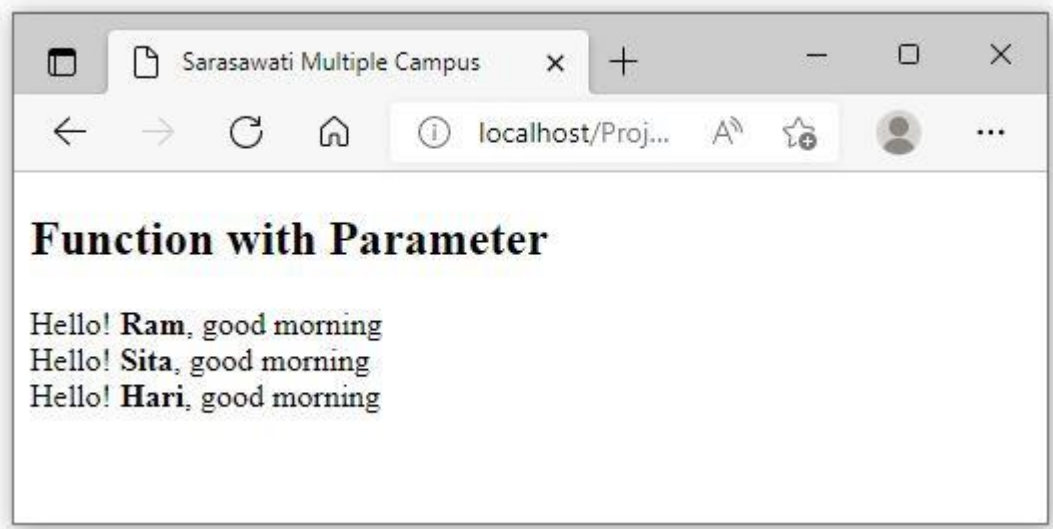 Sarasawati Multiple Campus
localhost/Proj...
Function with Parameter
Hello! Ram, good morning
Hello! Sita, good morning
Hello! Hari, good morning